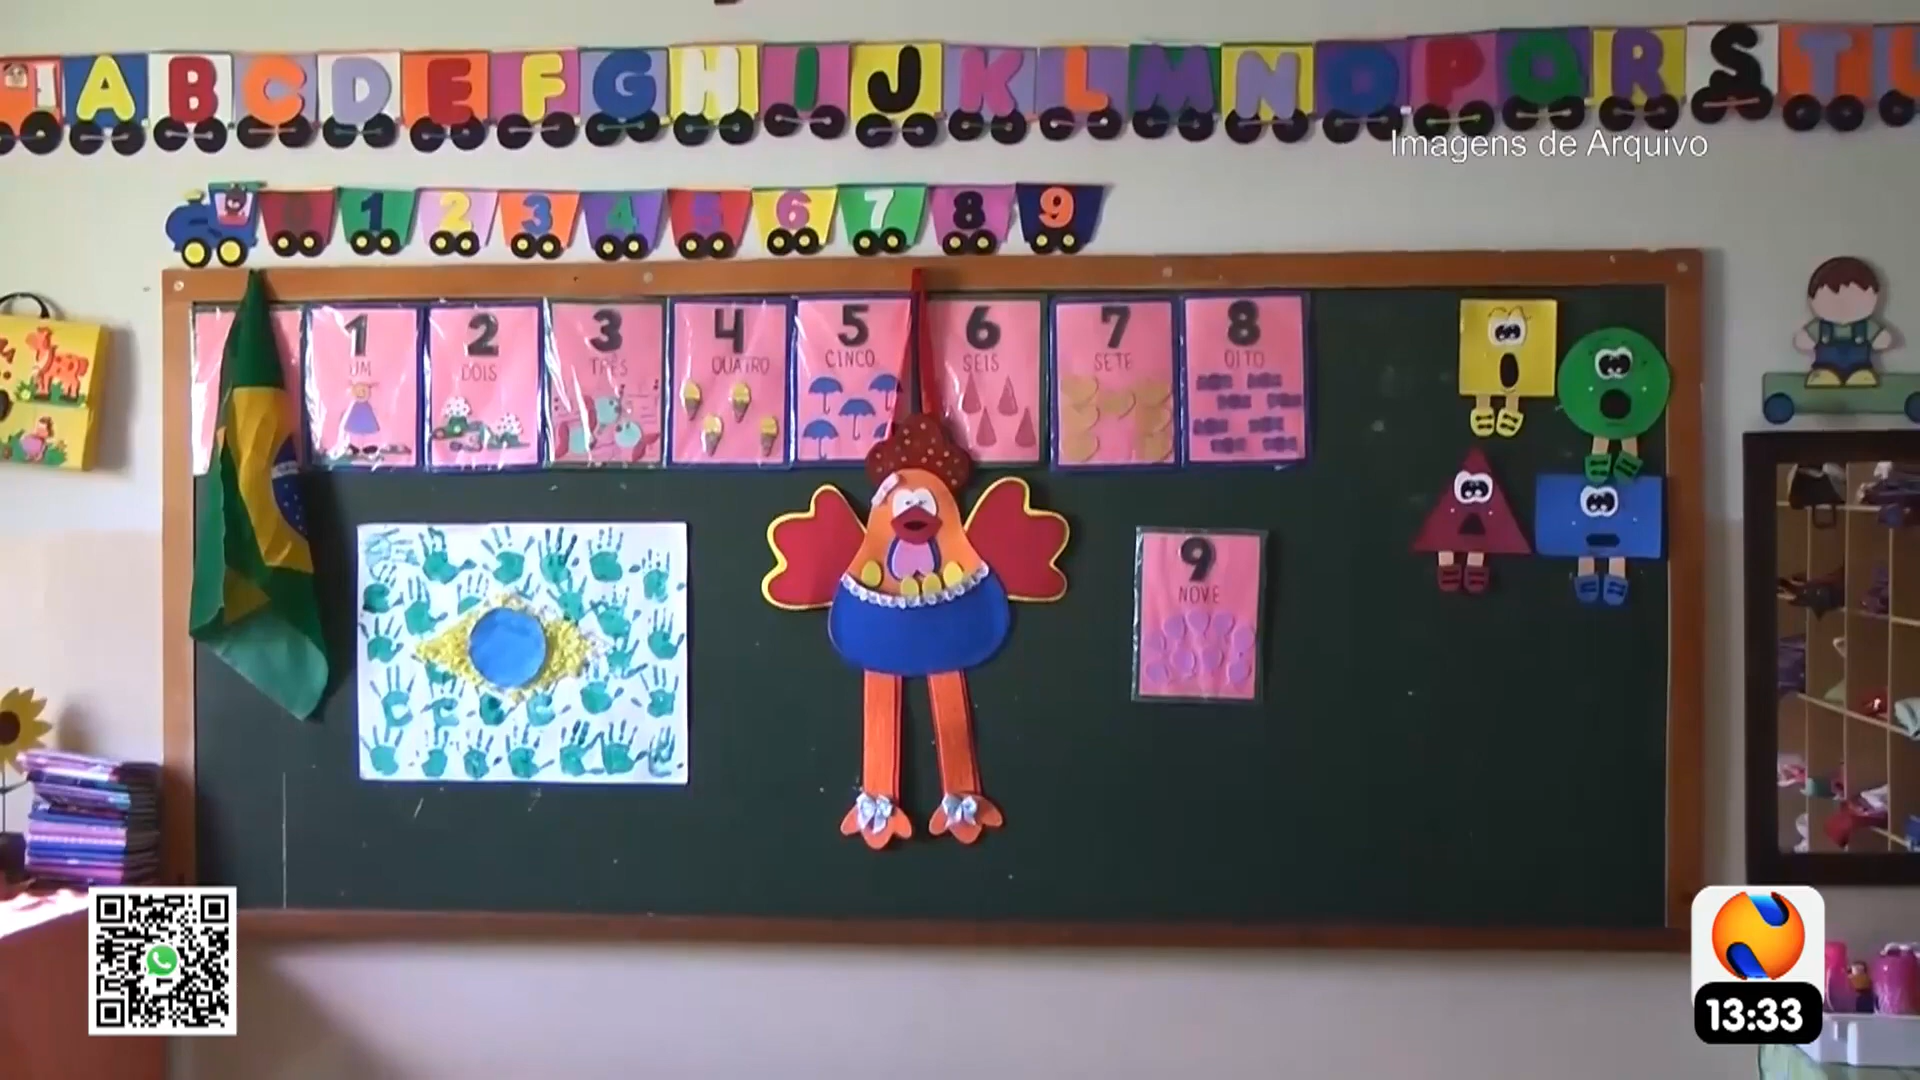 A B C D E F G H I J K L M N O P Q R S T U
Imagens de Arquivo
0 1 2 3 4 5 6 7 8 9
1 2 3 4 5 6 7 8
UM DOIS TRÊS QUATRO CINCO SEIS SETE OITO
9
NOVE
13:33